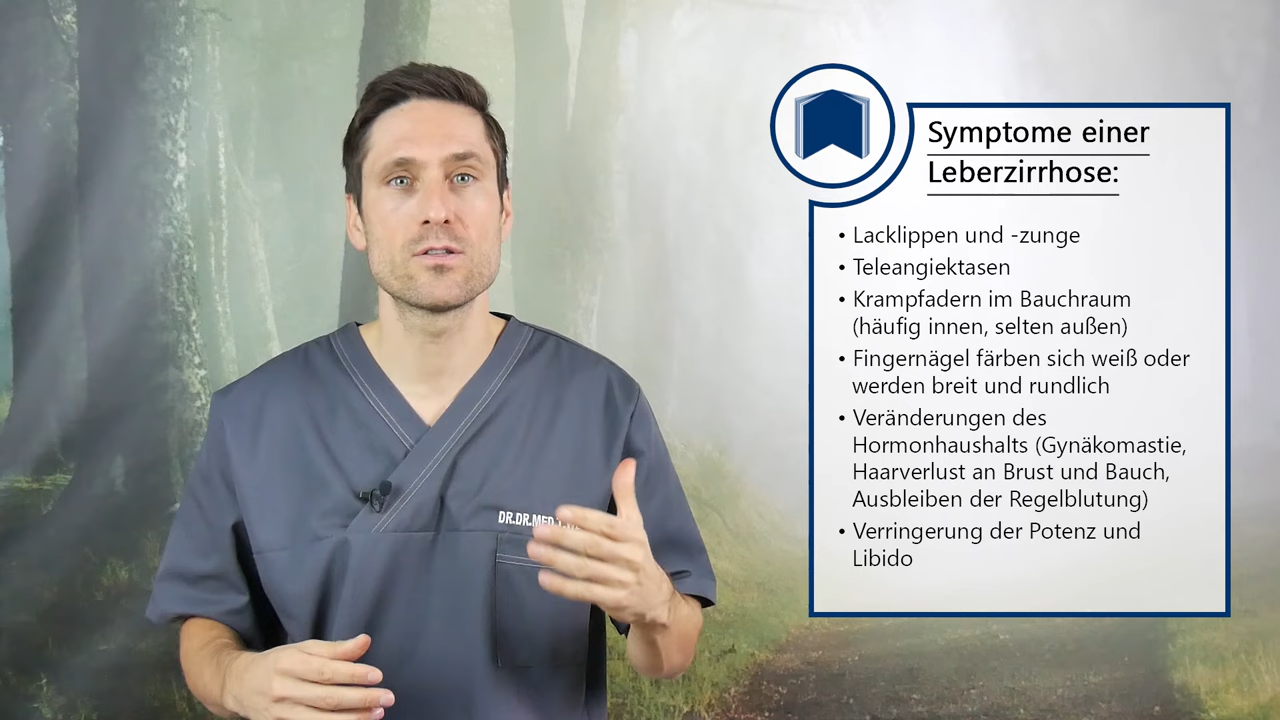 Symptome einer
Leberzirrhose:
• Lacklippen und -zunge
• Teleangiektasen
• Krampfadern im Bauchraum
(häufig innen, selten außen)
• Fingernägel färben sich weiß oder
werden breit und rundlich
• Veränderungen des
Hormonhaushalts (Gynäkomastie,
Haarverlust an Brust und Bauch,
Ausbleiben der Regelblutung)
• Verringerung der Potenz und
Libido
DR.DR.MED.